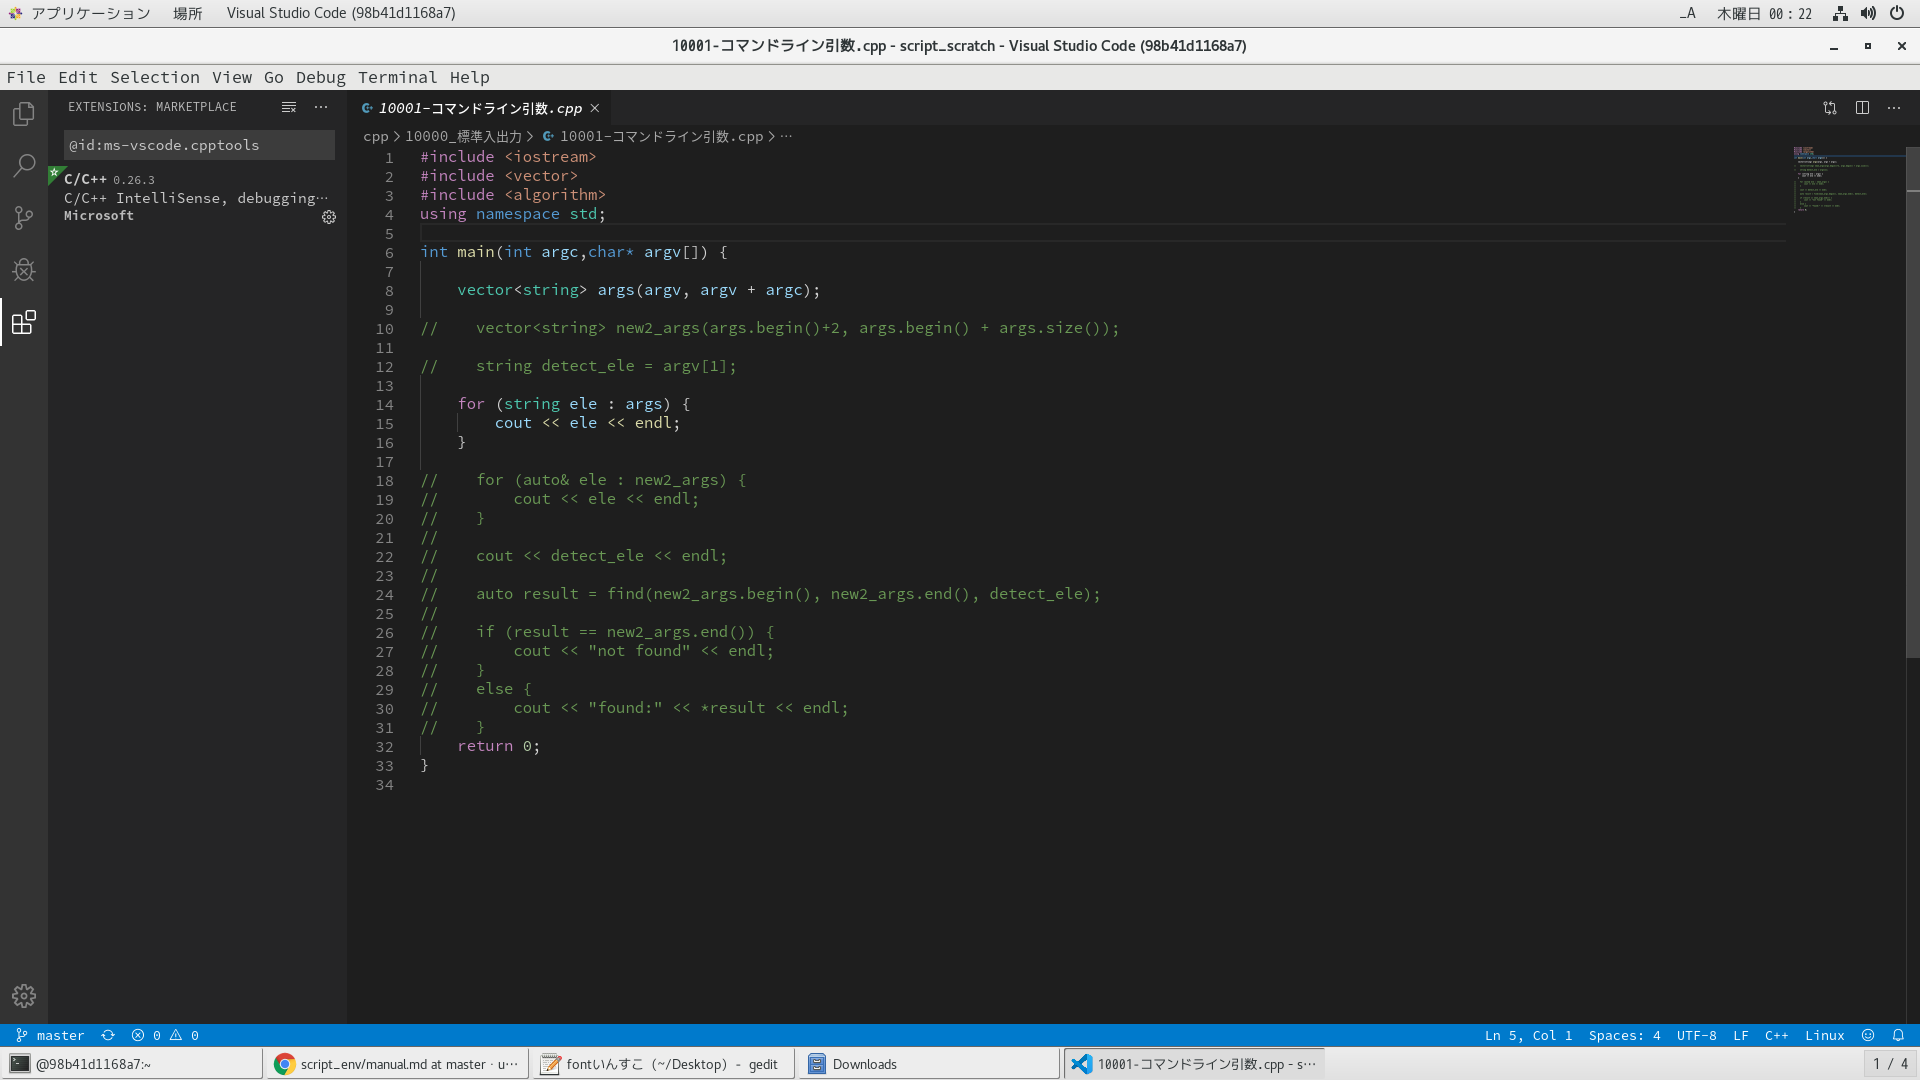 アプリケーション 場所 Visual Studio Code (98b41d1168a7) _A 木曜日 00：22
10001-コマンドライン引数.cpp - script_scratch - Visual Studio Code (98b41d1168a7)
File Edit Selection View Go Debug Terminal Help
EXTENSIONS: MARKETPLACE
@id:ms-vscode.cpptools
C/C++ 0.26.3
C/C++ IntelliSense, debugging…
Microsoft
10001-コマンドライン引数.cpp
cpp > 10000_標準入出力 > 10001-コマンドライン引数.cpp > …
1 #include <iostream>
2 #include <vector>
3 #include <algorithm>
4 using namespace std;
5
6 int main(int argc,char* argv[]) {
7
8     vector<string> args(argv, argv + argc);
9
10 //    vector<string> new2_args(args.begin()+2, args.begin() + args.size());
11
12 //    string detect_ele = argv[1];
13
14     for (string ele : args) {
15         cout << ele << endl;
16     }
17
18 //    for (auto& ele : new2_args) {
19 //        cout << ele << endl;
20 //    }
21 //
22 //    cout << detect_ele << endl;
23 //
24 //    auto result = find(new2_args.begin(), new2_args.end(), detect_ele);
25 //
26 //    if (result == new2_args.end()) {
27 //        cout << "not found" << endl;
28 //    }
29 //    else {
30 //        cout << "found:" << *result << endl;
31 //    }
32     return 0;
33 }
34
master 0 0 Ln 5, Col 1 Spaces: 4 UTF-8 LF C++ Linux
@98b41d1168a7:~ script_env/manual.md at master · u… fontいんすこ（~/Desktop）- gedit Downloads 10001-コマンドライン引数.cpp - s… 1 / 4